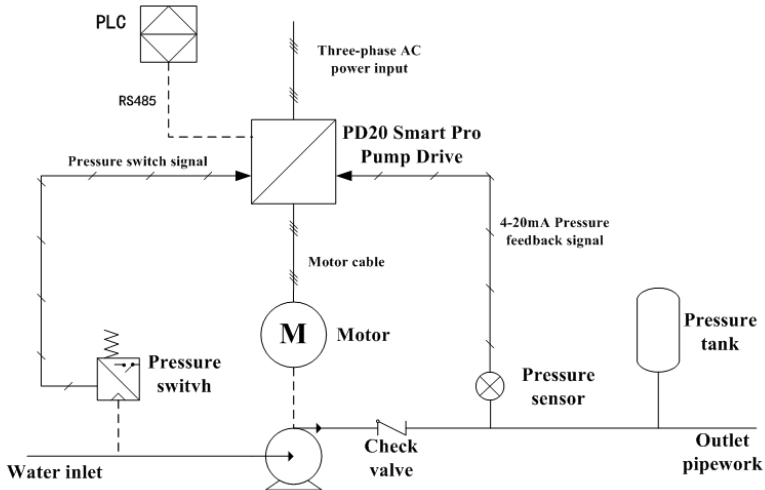 PLC
Three-phase AC
power input
RS485
PD20 Smart Pro
Pump Drive
Pressure switch signal
4-20mA Pressure
feedback signal
Motor cable
M
Motor
Pressure
tank
Pressure
switvh
Pressure
sensor
Check
valve
Outlet
pipework
Water inlet